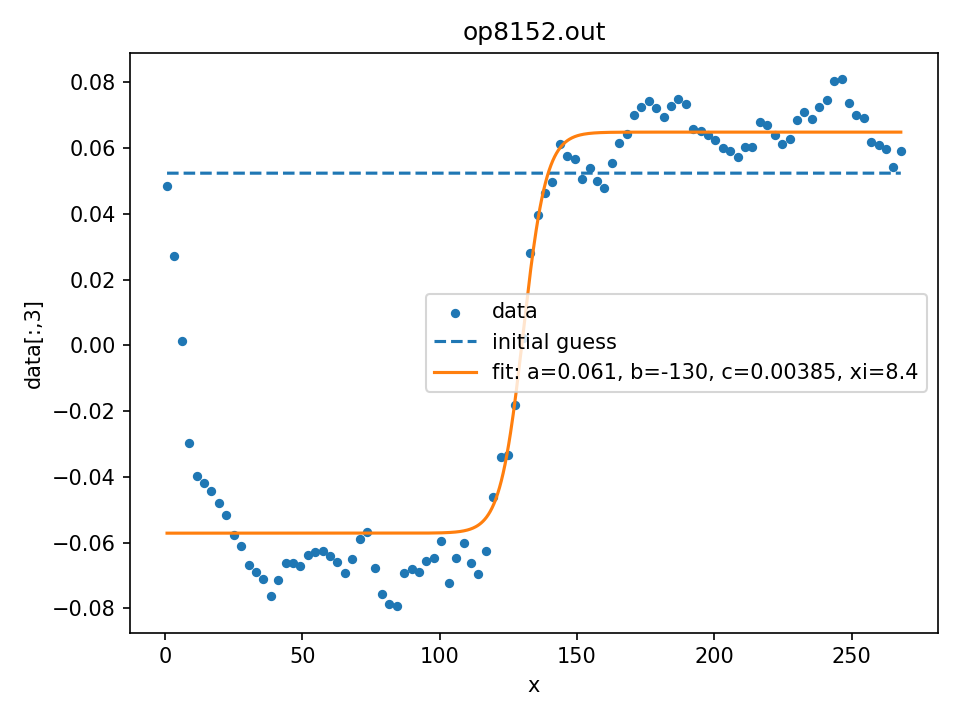 op8152.out
data[:,3]
0.08
0.06
0.04
0.02
0.00
−0.02
−0.04
−0.06
−0.08
data
initial guess
fit: a=0.061, b=-130, c=0.00385, xi=8.4
0 50 100 150 200 250
x